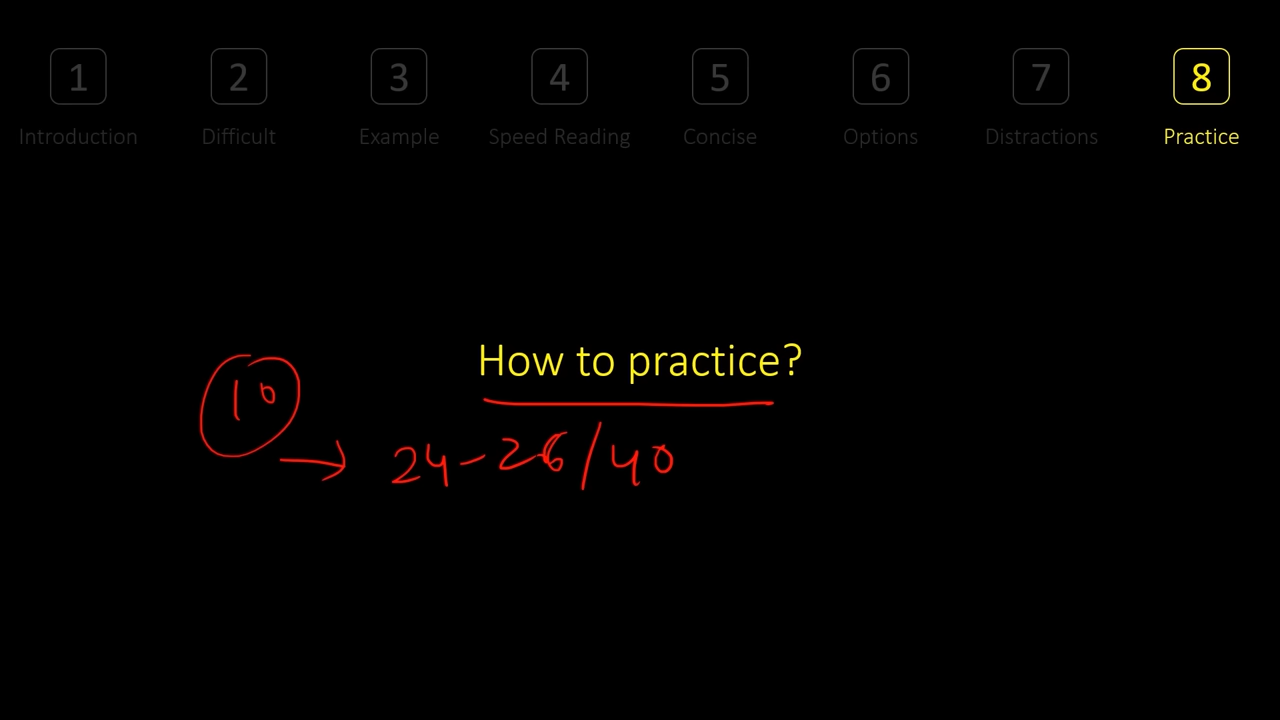 1 2 3 4 5 6 7 8
Introduction Difficult Example Speed Reading Concise Options Distractions Practice
How to practice?
10
→ 24-26/40